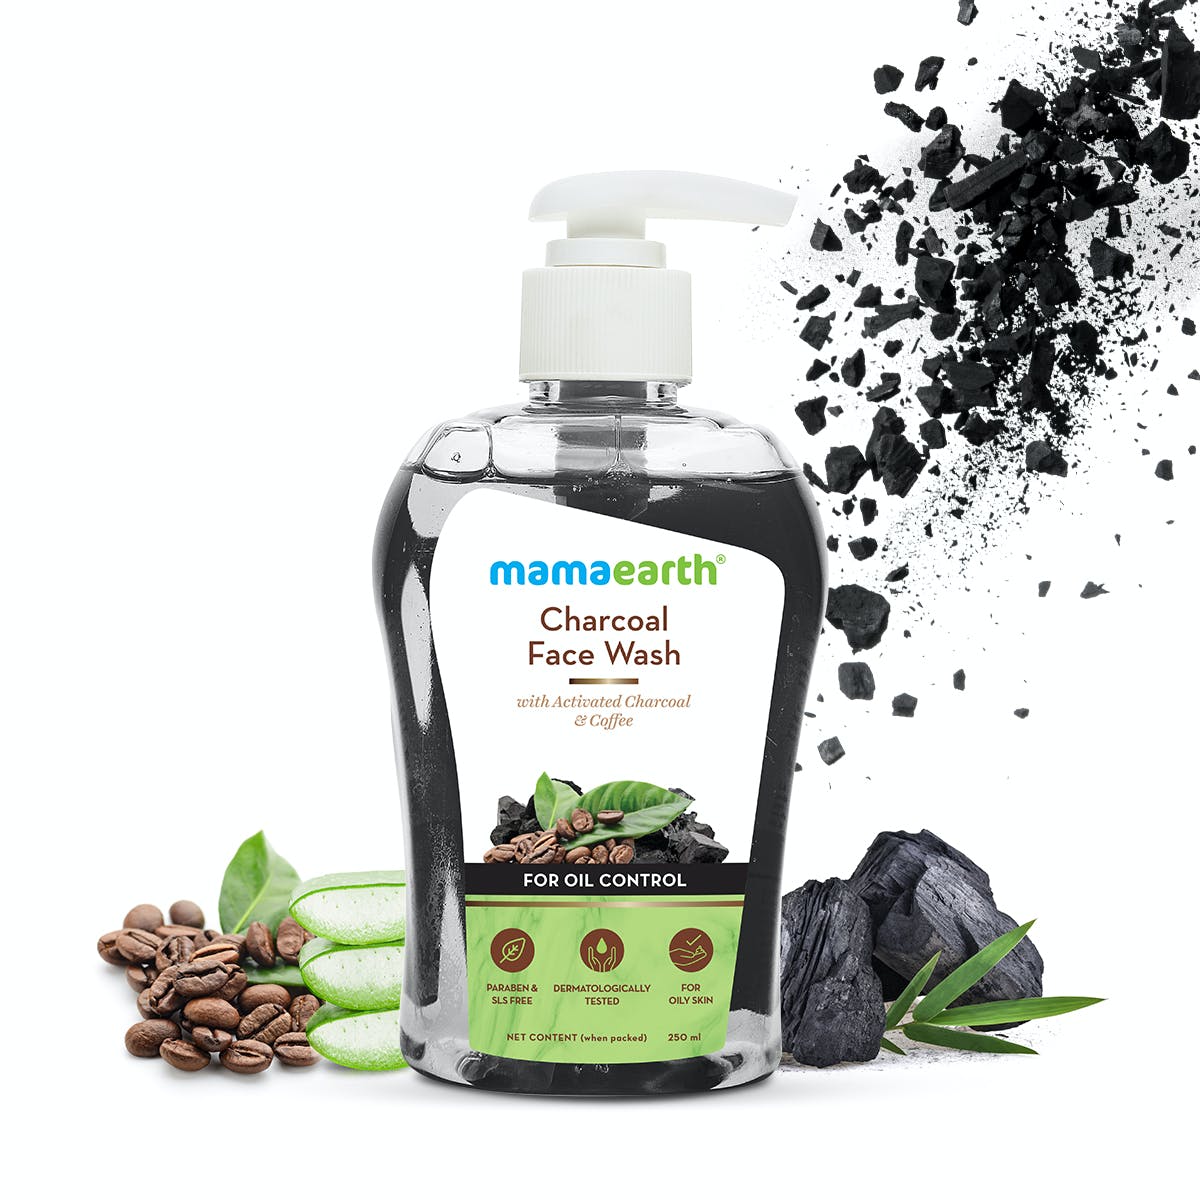 mamaearth®
Charcoal
Face Wash
with Activated Charcoal
& Coffee
FOR OIL CONTROL
PARABEN &
SLS FREE
DERMATOLOGICALLY
TESTED
FOR
OILY SKIN
NET CONTENT (when packed) 250 ml